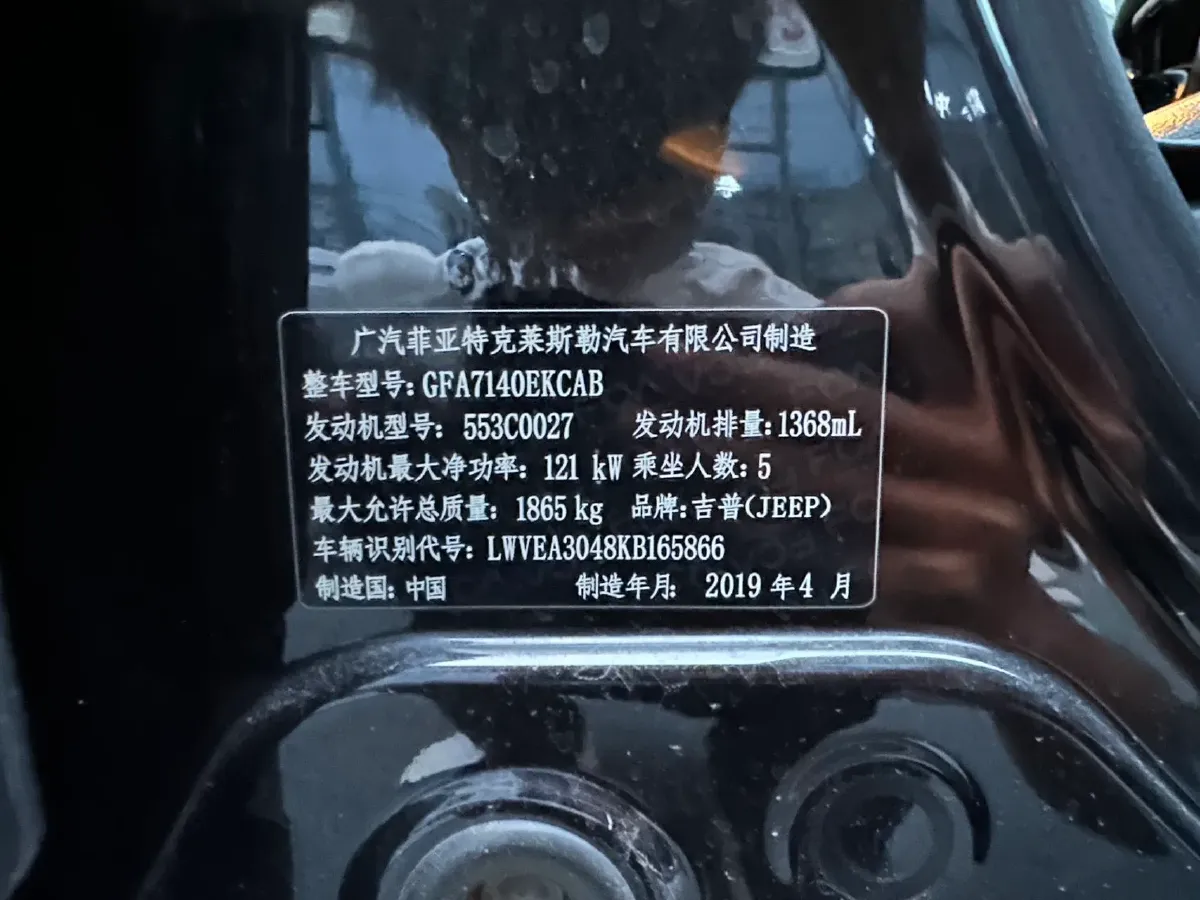 广汽菲亚特克莱斯勒汽车有限公司制造
整车型号: GFA7140EKCAB
发动机型号: 553C0027 发动机排量: 1368mL
发动机最大净功率: 121 kW 乘坐人数: 5
最大允许总质量: 1865 kg 品牌: 吉普(JEEP)
车辆识别代号: LWVEA3048KB165866
制造国: 中国 制造年月: 2019 年 4 月